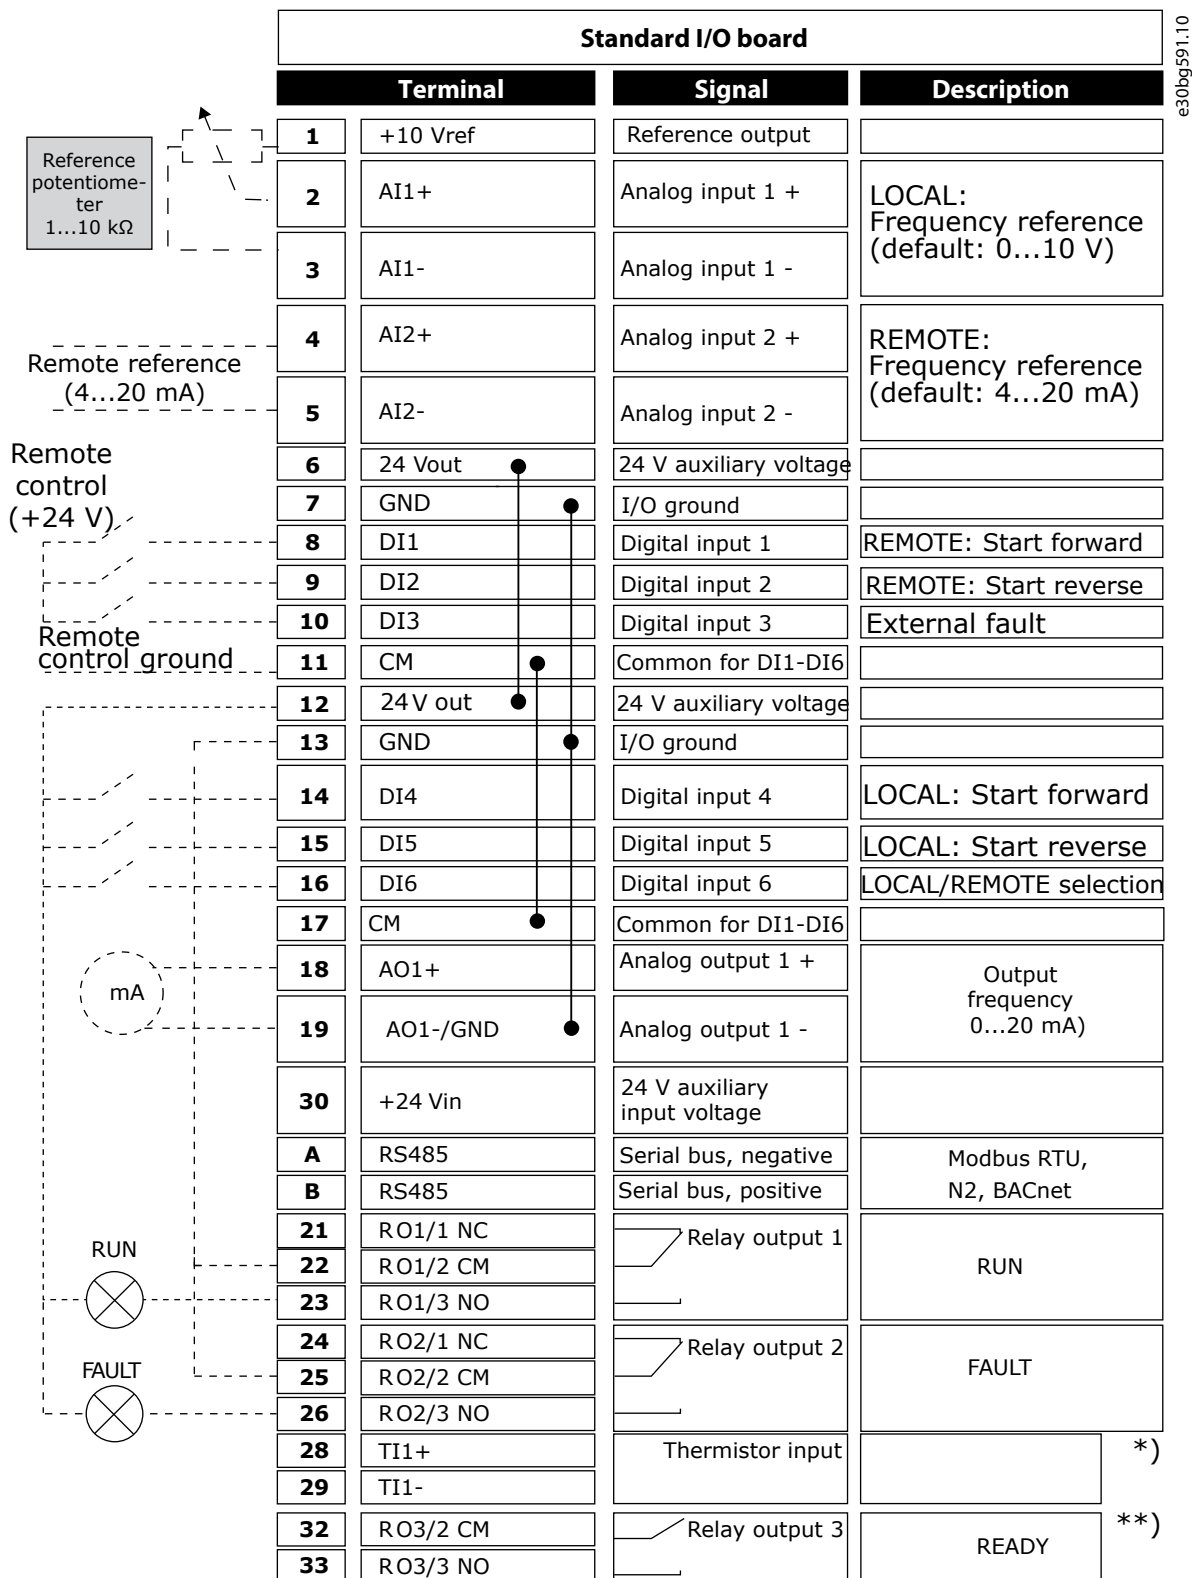 Standard I/O board
e30bg591.10
Terminal Signal Description
Reference
potentiome-
ter
1...10 kΩ
1 +10 Vref Reference output
2 AI1+ Analog input 1 +
3 AI1- Analog input 1 -
LOCAL:
Frequency reference
(default: 0...10 V)
Remote reference
(4...20 mA)
4 AI2+ Analog input 2 +
5 AI2- Analog input 2 -
REMOTE:
Frequency reference
(default: 4...20 mA)
Remote
control
(+24 V)
6 24 Vout 24 V auxiliary voltage
7 GND I/O ground
8 DI1 Digital input 1 REMOTE: Start forward
9 DI2 Digital input 2 REMOTE: Start reverse
10 DI3 Digital input 3 External fault
Remote
control ground
11 CM Common for DI1-DI6
12 24V out 24 V auxiliary voltage
13 GND I/O ground
14 DI4 Digital input 4 LOCAL: Start forward
15 DI5 Digital input 5 LOCAL: Start reverse
16 DI6 Digital input 6 LOCAL/REMOTE selection
17 CM Common for DI1-DI6
mA
18 AO1+ Analog output 1 +
19 AO1-/GND Analog output 1 -
Output
frequency
0...20 mA)
30 +24 Vin 24 V auxiliary
input voltage
A RS485 Serial bus, negative
B RS485 Serial bus, positive
Modbus RTU,
N2, BACnet
RUN
21 RO1/1 NC Relay output 1
22 RO1/2 CM RUN
23 RO1/3 NO
FAULT
24 RO2/1 NC Relay output 2
25 RO2/2 CM FAULT
26 RO2/3 NO
28 TI1+ Thermistor input *)
29 TI1-
32 RO3/2 CM Relay output 3 READY **)
33 RO3/3 NO